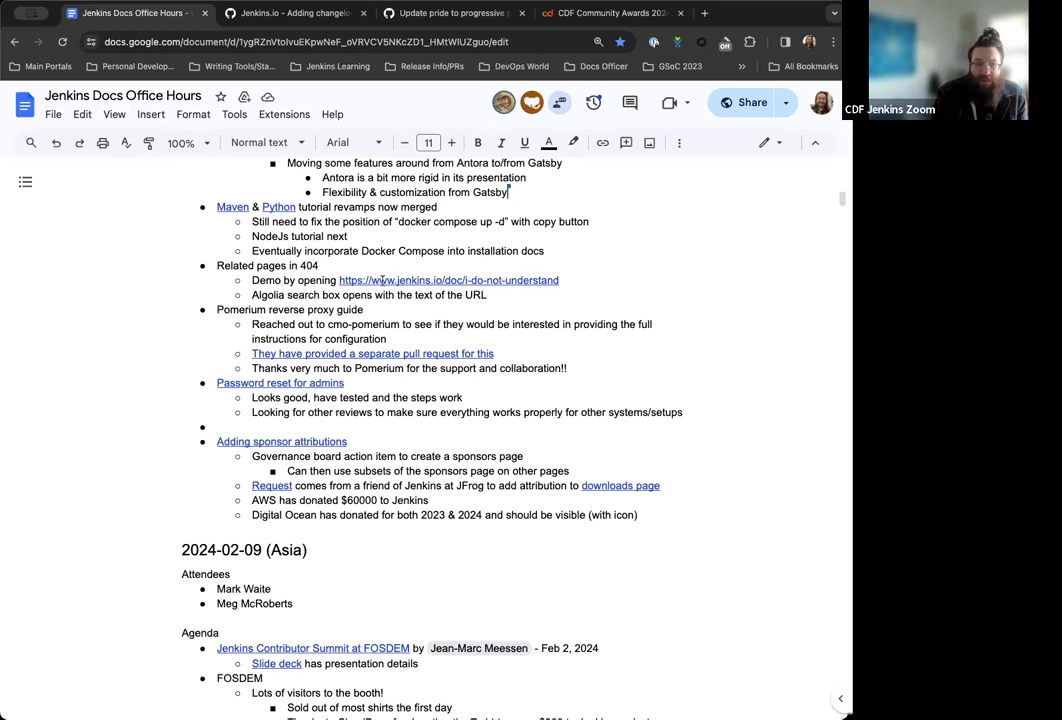 Jenkins Docs Office Hours -
Jenkins.io - Adding changelo
Update pride to progressive p
CDF Community Awards 202
docs.google.com/document/d/1ygRZnVtoIvuEKpwNeF_oVRVCV5NKcZD1_HMtWlUZguo/edit
Off
Main Portals
Personal Develop...
Writing Tools/Sta...
Jenkins Learning
Release Info/PRs
DevOps World
Docs Officer
GSoC 2023
»
All Bookmarks
Jenkins Docs Office Hours
File Edit View Insert Format Tools Extensions Help
Share
CDF Jenkins Zoom
100% Normal text Arial 11 B I U A
■ Moving some features around from Antora to/from Gatsby
● Antora is a bit more rigid in its presentation
● Flexibility & customization from Gatsby
● Maven & Python tutorial revamps now merged
○ Still need to fix the position of “docker compose up -d” with copy button
○ NodeJs tutorial next
○ Eventually incorporate Docker Compose into installation docs
● Related pages in 404
○ Demo by opening https://www.jenkins.io/doc/i-do-not-understand
○ Algolia search box opens with the text of the URL
● Pomerium reverse proxy guide
○ Reached out to cmo-pomerium to see if they would be interested in providing the full
instructions for configuration
○ They have provided a separate pull request for this
○ Thanks very much to Pomerium for the support and collaboration!!
● Password reset for admins
○ Looks good, have tested and the steps work
○ Looking for other reviews to make sure everything works properly for other systems/setups
●
● Adding sponsor attributions
○ Governance board action item to create a sponsors page
■ Can then use subsets of the sponsors page on other pages
○ Request comes from a friend of Jenkins at JFrog to add attribution to downloads page
○ AWS has donated $60000 to Jenkins
○ Digital Ocean has donated for both 2023 & 2024 and should be visible (with icon)
2024-02-09 (Asia)
Attendees
● Mark Waite
● Meg McRoberts
Agenda
● Jenkins Contributor Summit at FOSDEM by Jean-Marc Meessen - Feb 2, 2024
○ Slide deck has presentation details
● FOSDEM
○ Lots of visitors to the booth!
■ Sold out of most shirts the first day